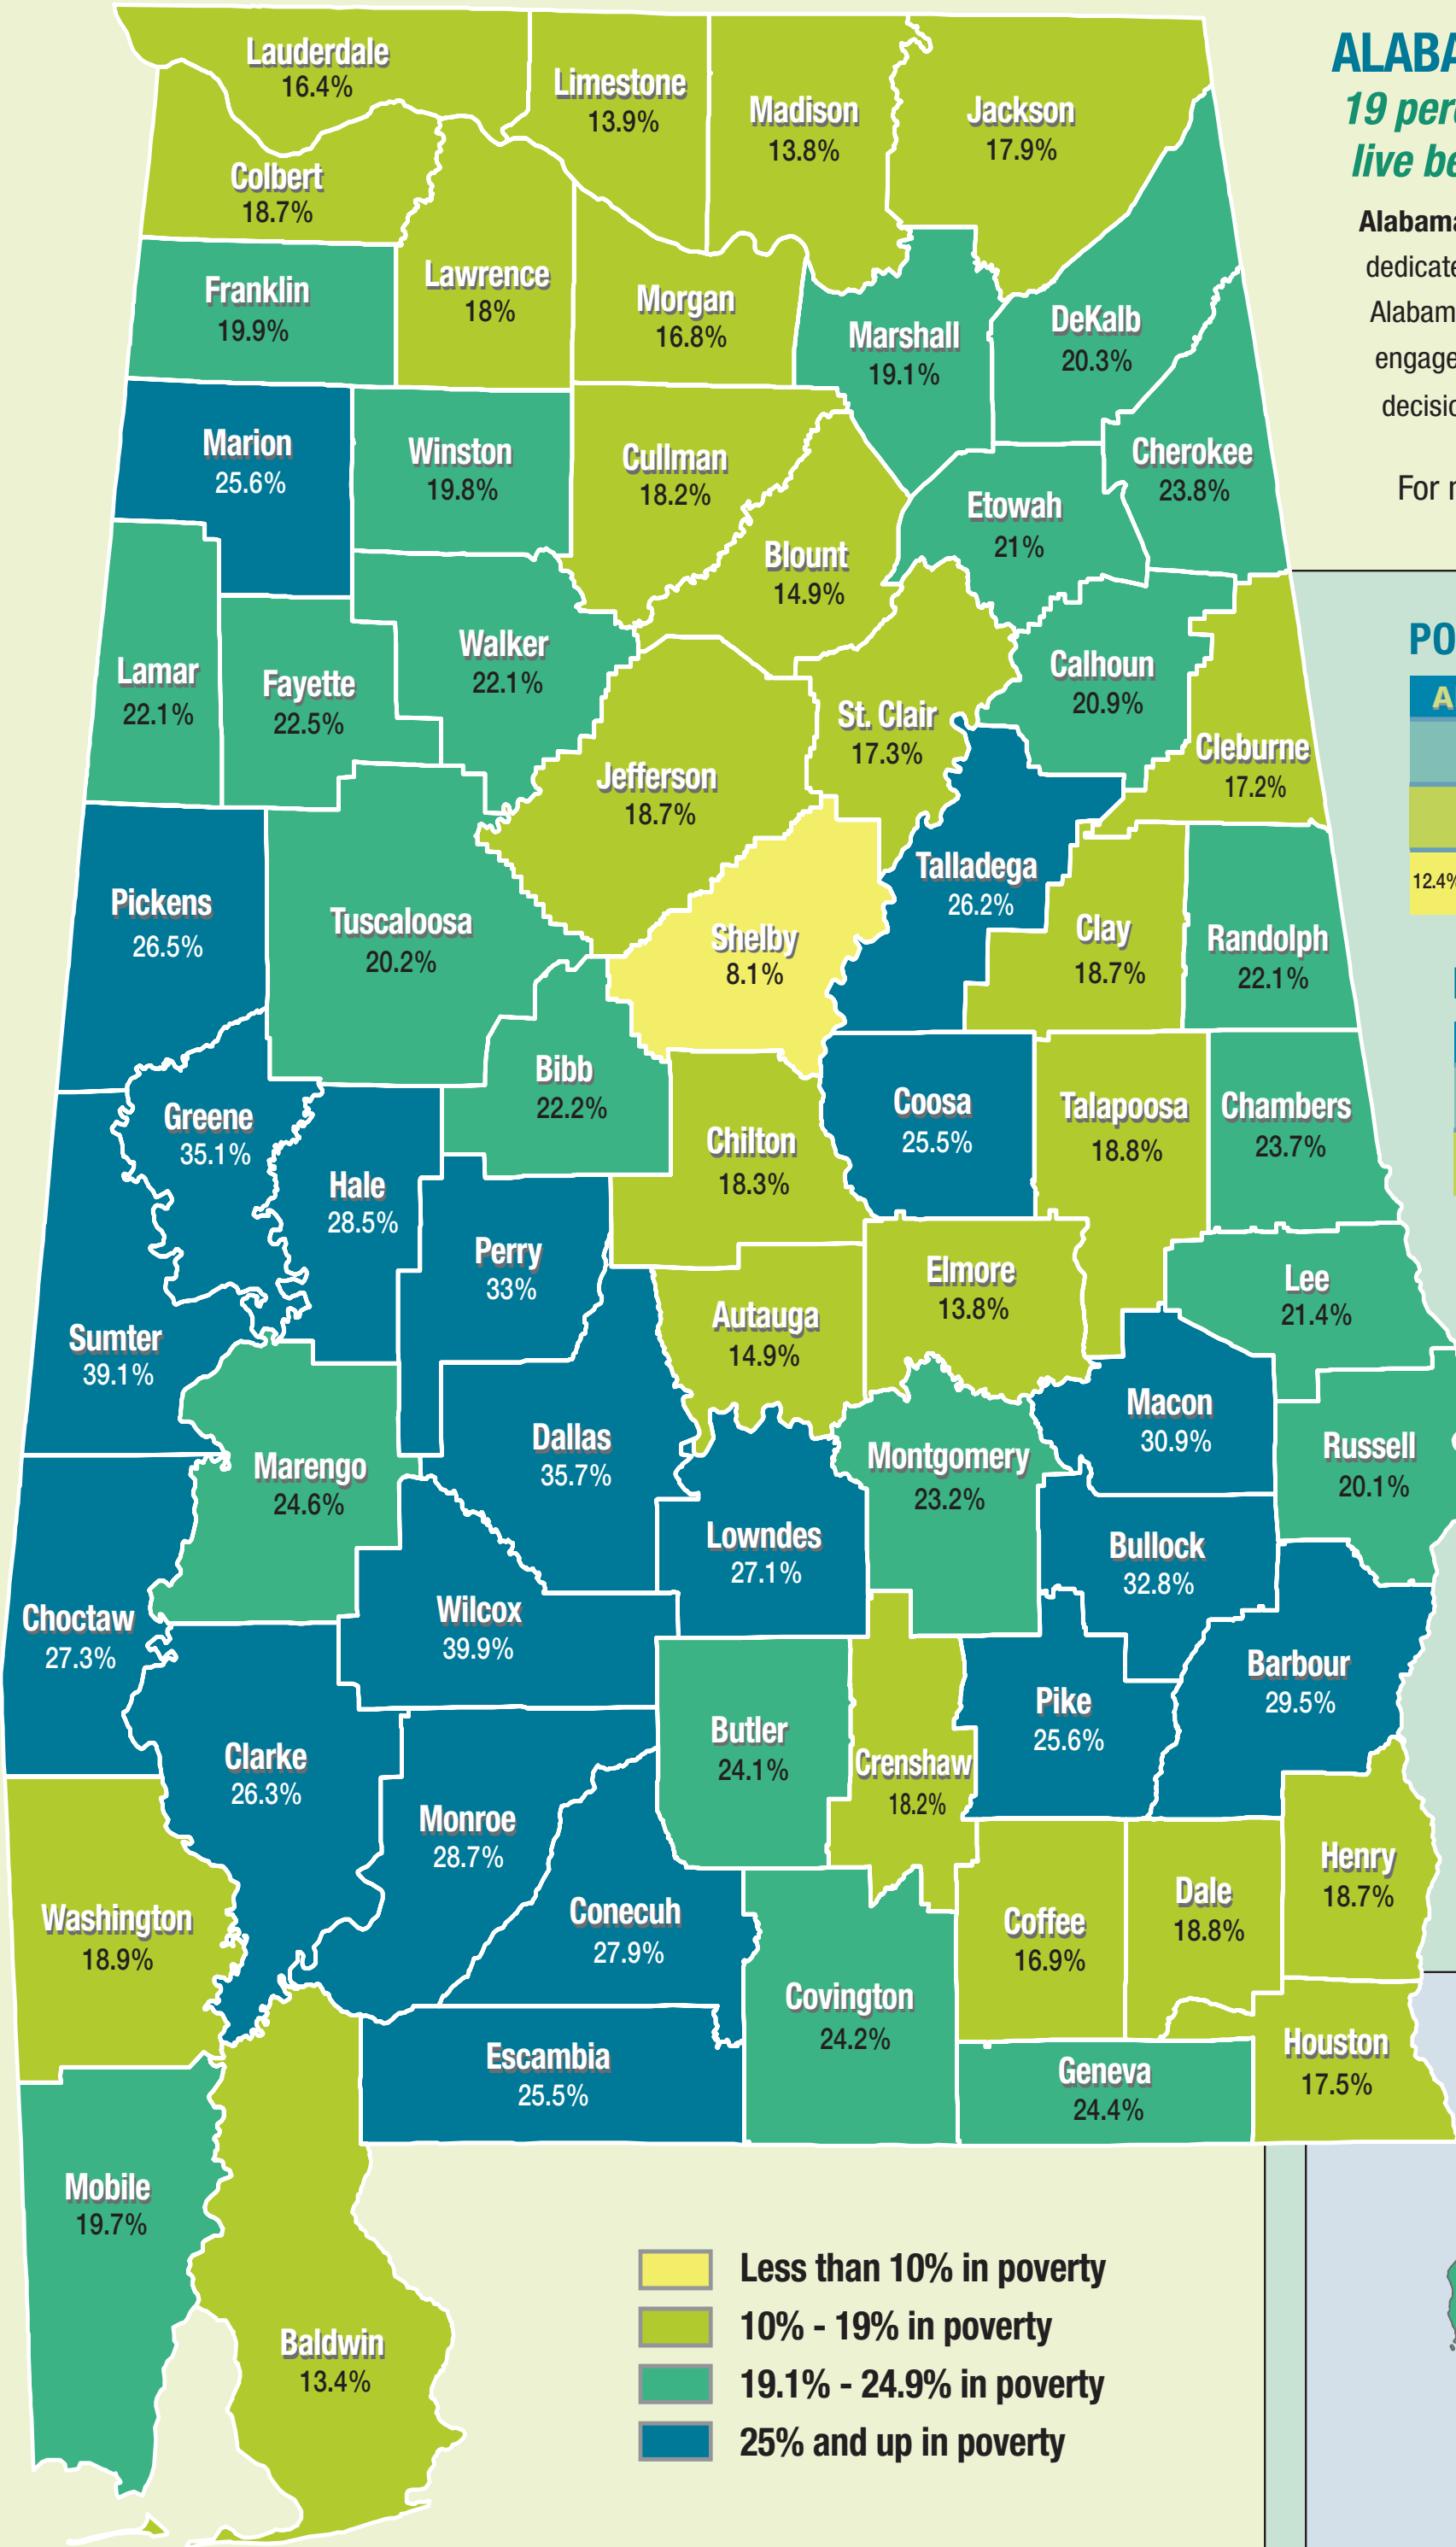 Lauderdale
16.4%
Limestone
13.9%
Madison
13.8%
Jackson
17.9%
Colbert
18.7%
Franklin
19.9%
Lawrence
18%
Morgan
16.8%
Marshall
19.1%
DeKalb
20.3%
Marion
25.6%
Winston
19.8%
Cullman
18.2%
Cherokee
23.8%
Etowah
21%
Blount
14.9%
Lamar
22.1%
Fayette
22.5%
Walker
22.1%
Calhoun
20.9%
St. Clair
17.3%
Cleburne
17.2%
Jefferson
18.7%
Talladega
26.2%
Pickens
26.5%
Tuscaloosa
20.2%
Shelby
8.1%
Clay
18.7%
Randolph
22.1%
Bibb
22.2%
Greene
35.1%
Hale
28.5%
Chilton
18.3%
Coosa
25.5%
Talapoosa
18.8%
Chambers
23.7%
Perry
33%
Elmore
13.8%
Lee
21.4%
Sumter
39.1%
Autauga
14.9%
Macon
30.9%
Marengo
24.6%
Dallas
35.7%
Montgomery
23.2%
Russell
20.1%
Lowndes
27.1%
Bullock
32.8%
Choctaw
27.3%
Wilcox
39.9%
Barbour
29.5%
Clarke
26.3%
Butler
24.1%
Pike
25.6%
Crenshaw
18.2%
Monroe
28.7%
Henry
18.7%
Washington
18.9%
Conecuh
27.9%
Coffee
16.9%
Dale
18.8%
Covington
24.2%
Escambia
25.5%
Geneva
24.4%
Houston
17.5%
Mobile
19.7%
Baldwin
13.4%
Less than 10% in poverty
10% - 19% in poverty
19.1% - 24.9% in poverty
25% and up in poverty
ALABA
19 per
live be
Alabama
dedicate
Alabam
engage
decisio
For
PO
A
12.4%